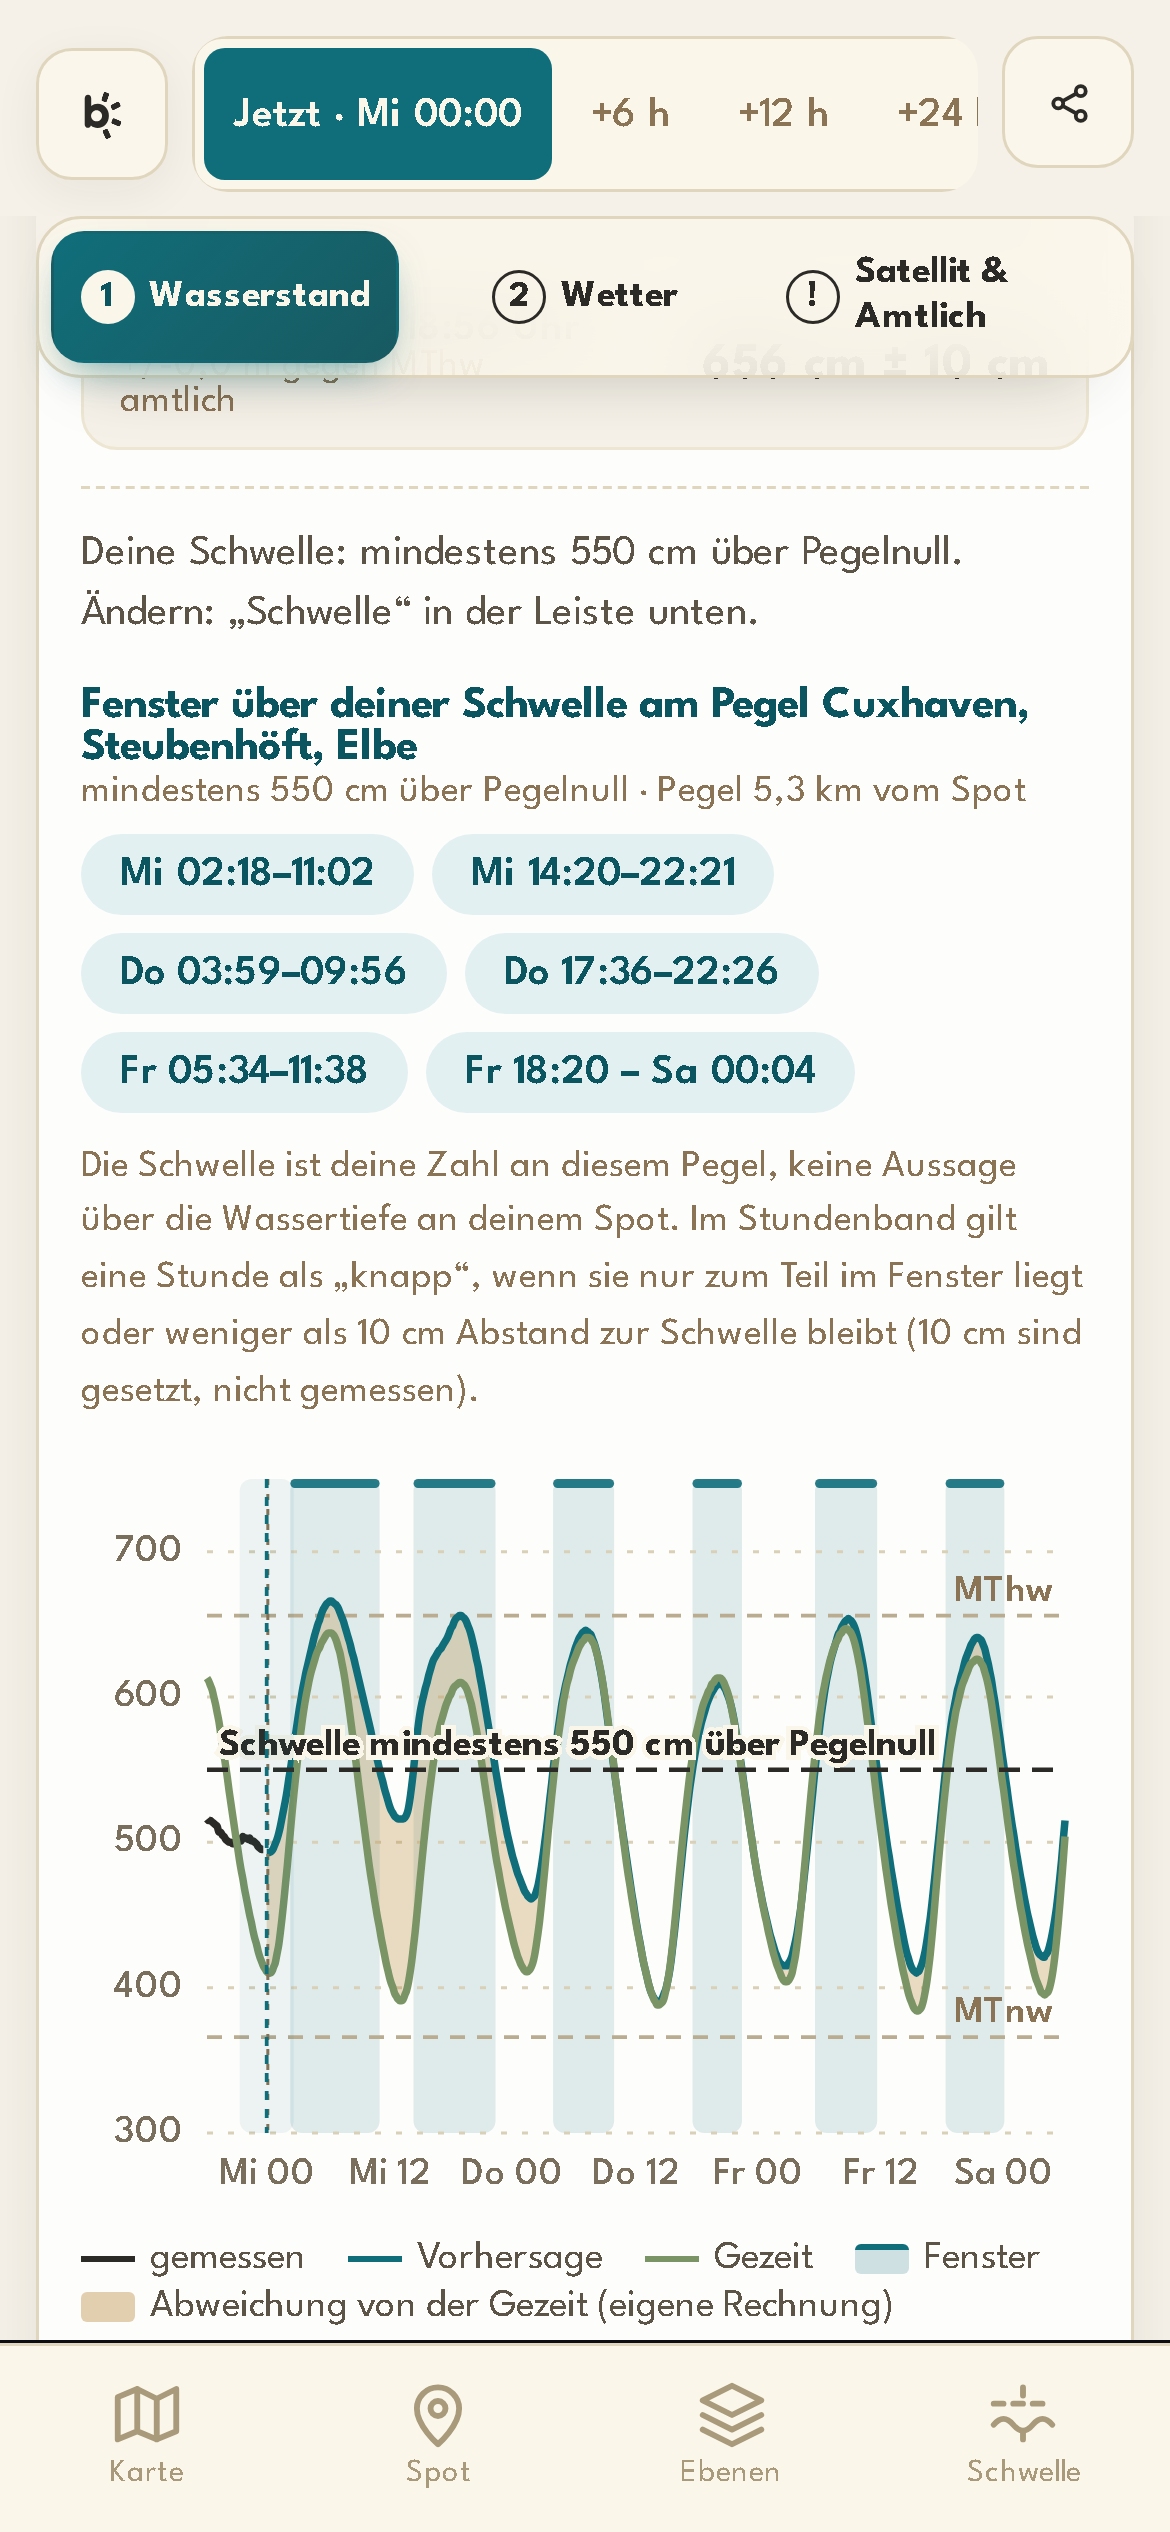 b
Jetzt · Mi 00:00
+6 h
+12 h
+24
1 Wasserstand
2 Wetter
! Satellit &
Amtlich
gegen MThw
656 cm ± 10 cm
amtlich
Deine Schwelle: mindestens 550 cm über Pegelnull.
Ändern: „Schwelle“ in der Leiste unten.
Fenster über deiner Schwelle am Pegel Cuxhaven,
Steubenhöft, Elbe
mindestens 550 cm über Pegelnull · Pegel 5,3 km vom Spot
Mi 02:18–11:02
Mi 14:20–22:21
Do 03:59–09:56
Do 17:36–22:26
Fr 05:34–11:38
Fr 18:20 – Sa 00:04
Die Schwelle ist deine Zahl an diesem Pegel, keine Aussage
über die Wassertiefe an deinem Spot. Im Stundenband gilt
eine Stunde als „knapp“, wenn sie nur zum Teil im Fenster liegt
oder weniger als 10 cm Abstand zur Schwelle bleibt (10 cm sind
gesetzt, nicht gemessen).
700
MThw
600
Schwelle mindestens 550 cm über Pegelnull
500
400
MTnw
300
Mi 00 Mi 12 Do 00 Do 12 Fr 00 Fr 12 Sa 00
gemessen Vorhersage Gezeit Fenster
Abweichung von der Gezeit (eigene Rechnung)
Karte
Spot
Ebenen
Schwelle